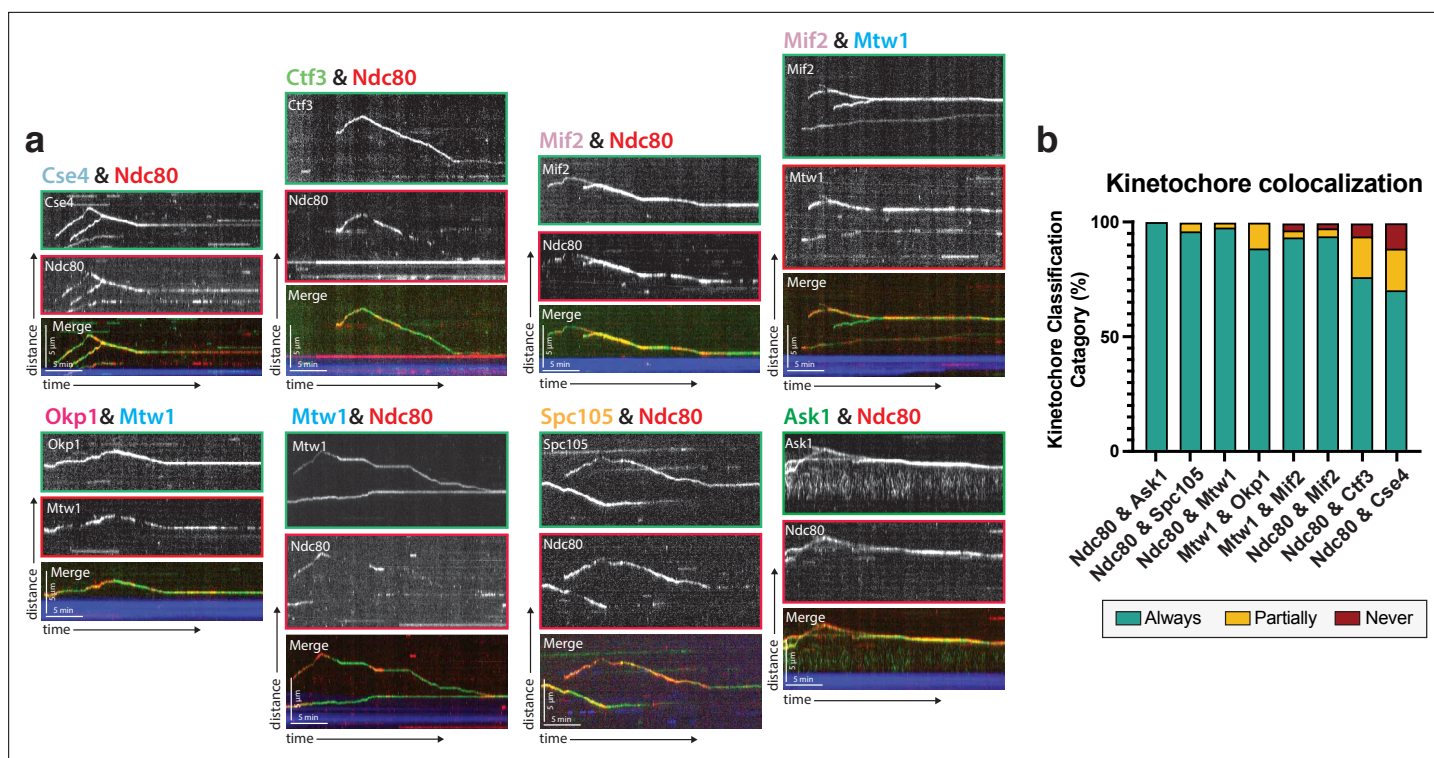 a
Cse4 & Ndc80
Cse4
Ndc80
Merge
5 µm
5 min
distance
time
Ctf3 & Ndc80
Ctf3
Ndc80
Merge
5 µm
5 min
distance
time
Mif2 & Ndc80
Mif2
Ndc80
Merge
5 µm
5 min
distance
time
Mif2 & Mtw1
Mif2
Mtw1
Merge
5 µm
5 min
distance
time
Okp1& Mtw1
Okp1
Mtw1
Merge
5 µm
5 min
distance
time
Mtw1& Ndc80
Mtw1
Ndc80
Merge
5 µm
5 min
distance
time
Spc105 & Ndc80
Spc105
Ndc80
Merge
5 µm
5 min
distance
time
Ask1 & Ndc80
Ask1
Ndc80
Merge
5 µm
5 min
distance
time
b
Kinetochore colocalization
Kinetochore Classification
Catagory (%)
100
50
0
Ndc80 & Ask1
Ndc80 & Spc105
Ndc80 & Mtw1
Mtw1 & Okp1
Mtw1 & Mif2
Ndc80 & Mif2
Ndc80 & Ctf3
Ndc80 & Cse4
Always
Partially
Never